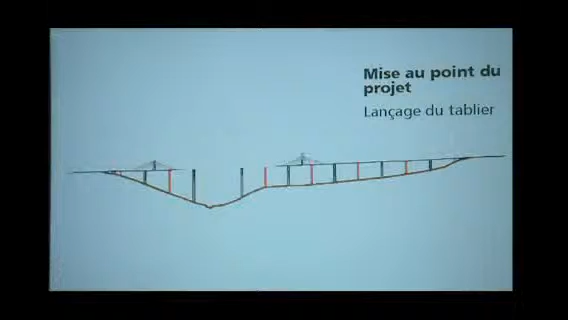 Mise au point du
projet
Lançage du tablier